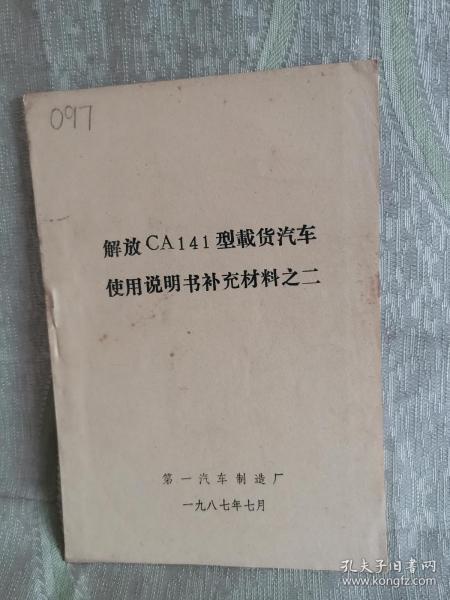 097
解放CA141型載货汽车
使用说明书补充材料之二
第一汽车制造厂
一九八七年七月
孔夫子旧书网
www.kongfz.com